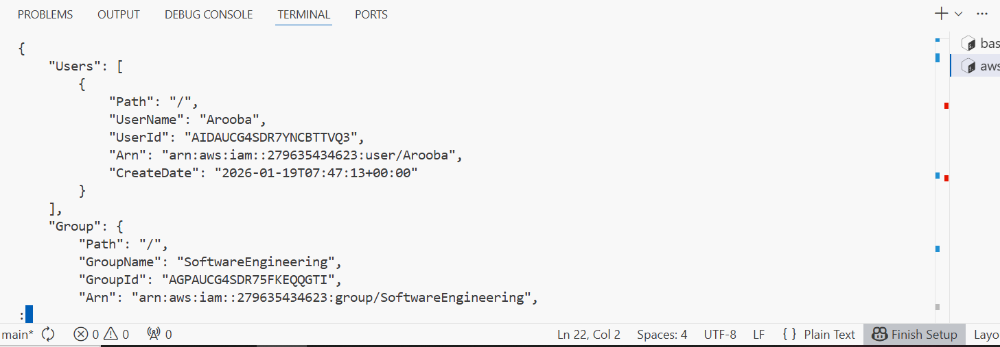 PROBLEMS OUTPUT DEBUG CONSOLE TERMINAL PORTS
{
    "Users": [
        {
            "Path": "/",
            "UserName": "Arooba",
            "UserId": "AIDAUCG4SDR7YNCBTTVQ3",
            "Arn": "arn:aws:iam::279635434623:user/Arooba",
            "CreateDate": "2026-01-19T07:47:13+00:00"
        }
    ],
    "Group": {
        "Path": "/",
        "GroupName": "SoftwareEngineering",
        "GroupId": "AGPAUCG4SDR75FKEQQGTI",
        "Arn": "arn:aws:iam::279635434623:group/SoftwareEngineering",
:
bas
aws
main* 0 0 0 Ln 22, Col 2 Spaces: 4 UTF-8 LF { } Plain Text Finish Setup Layo